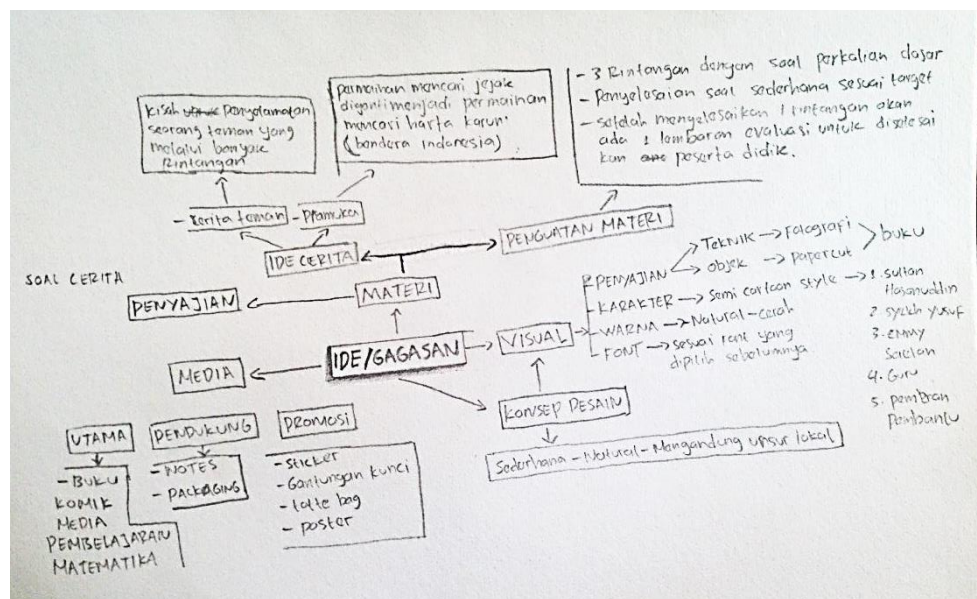 kisah penyelamatan
seorang teman yang
melalui banyak
Rintangan
permainan mencari jejak
diganti menjadi permainan
mencari harta karun
(bendera Indonesia)
- 3 Rintangan dengan soal perkalian dasar
- Penyelesaian soal sederhana sesuai target
- setelah menyelesaikan 1 rintangan akan
ada 1 lembaran evaluasi untuk diselesai
kan peserta didik.
- Cerita teman
- Pramuka
IDE CERITA
PENGUATAN MATERI
SOAL CERITA
PENYAJIAN
MATERI
IDE/GAGASAN
MEDIA
VISUAL
- PENYAJIAN
TEKNIK → Fotografi
objek → papercut
buku
- KARAKTER → Semi cartoon style →
1. Sultan
Hasanuddin
2. syekh yusuf
3. EMMY
Saelan
4. Guru
5. pemeran
Pembantu
- WARNA → Natural-cerah
- FONT → sesuai font yang
dipilih sebelumnya
KONSEP DESAIN
Sederhana - Natural - Mengandung unsur lokal
UTAMA
- BUKU
KOMIK
MEDIA
PEMBELAJARAN
MATEMATIKA
PENDUKUNG
- NOTES
- PACKAGING
PROMOSI
- Sticker
- Gantungan kunci
- totte bag
- poster